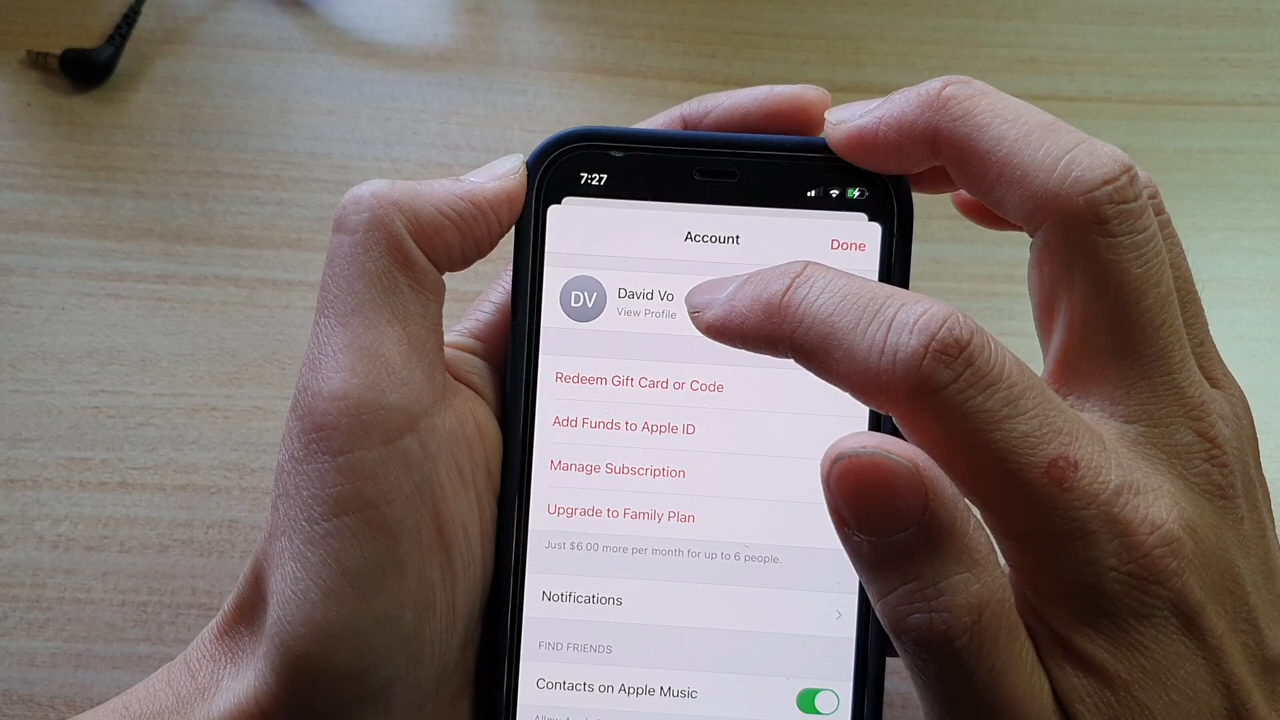 7:27
Account
Done
DV
David Vo
View Profile
Redeem Gift Card or Code
Add Funds to Apple ID
Manage Subscription
Upgrade to Family Plan
Just $6.00 more per month for up to 6 people.
Notifications
FIND FRIENDS
Contacts on Apple Music